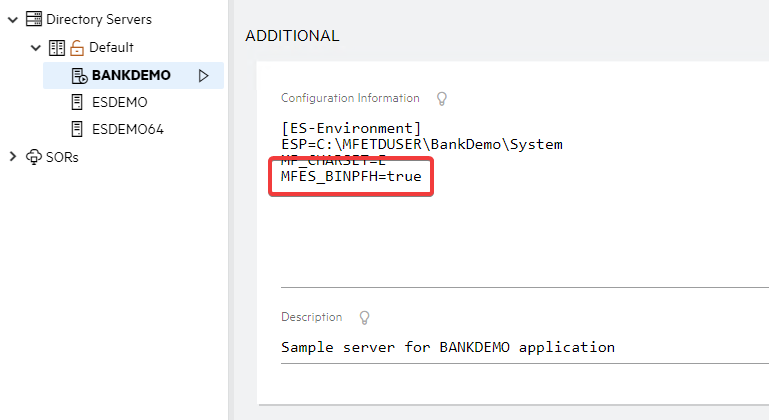 Directory Servers
Default
BANKDEMO
ESDEMO
ESDEMO64
SORs
ADDITIONAL
Configuration Information
[ES-Environment]
ESP=C:\MFETDUSER\BankDemo\System
MF_CHARSET=E
MFES_BINPFH=true
Description
Sample server for BANKDEMO application